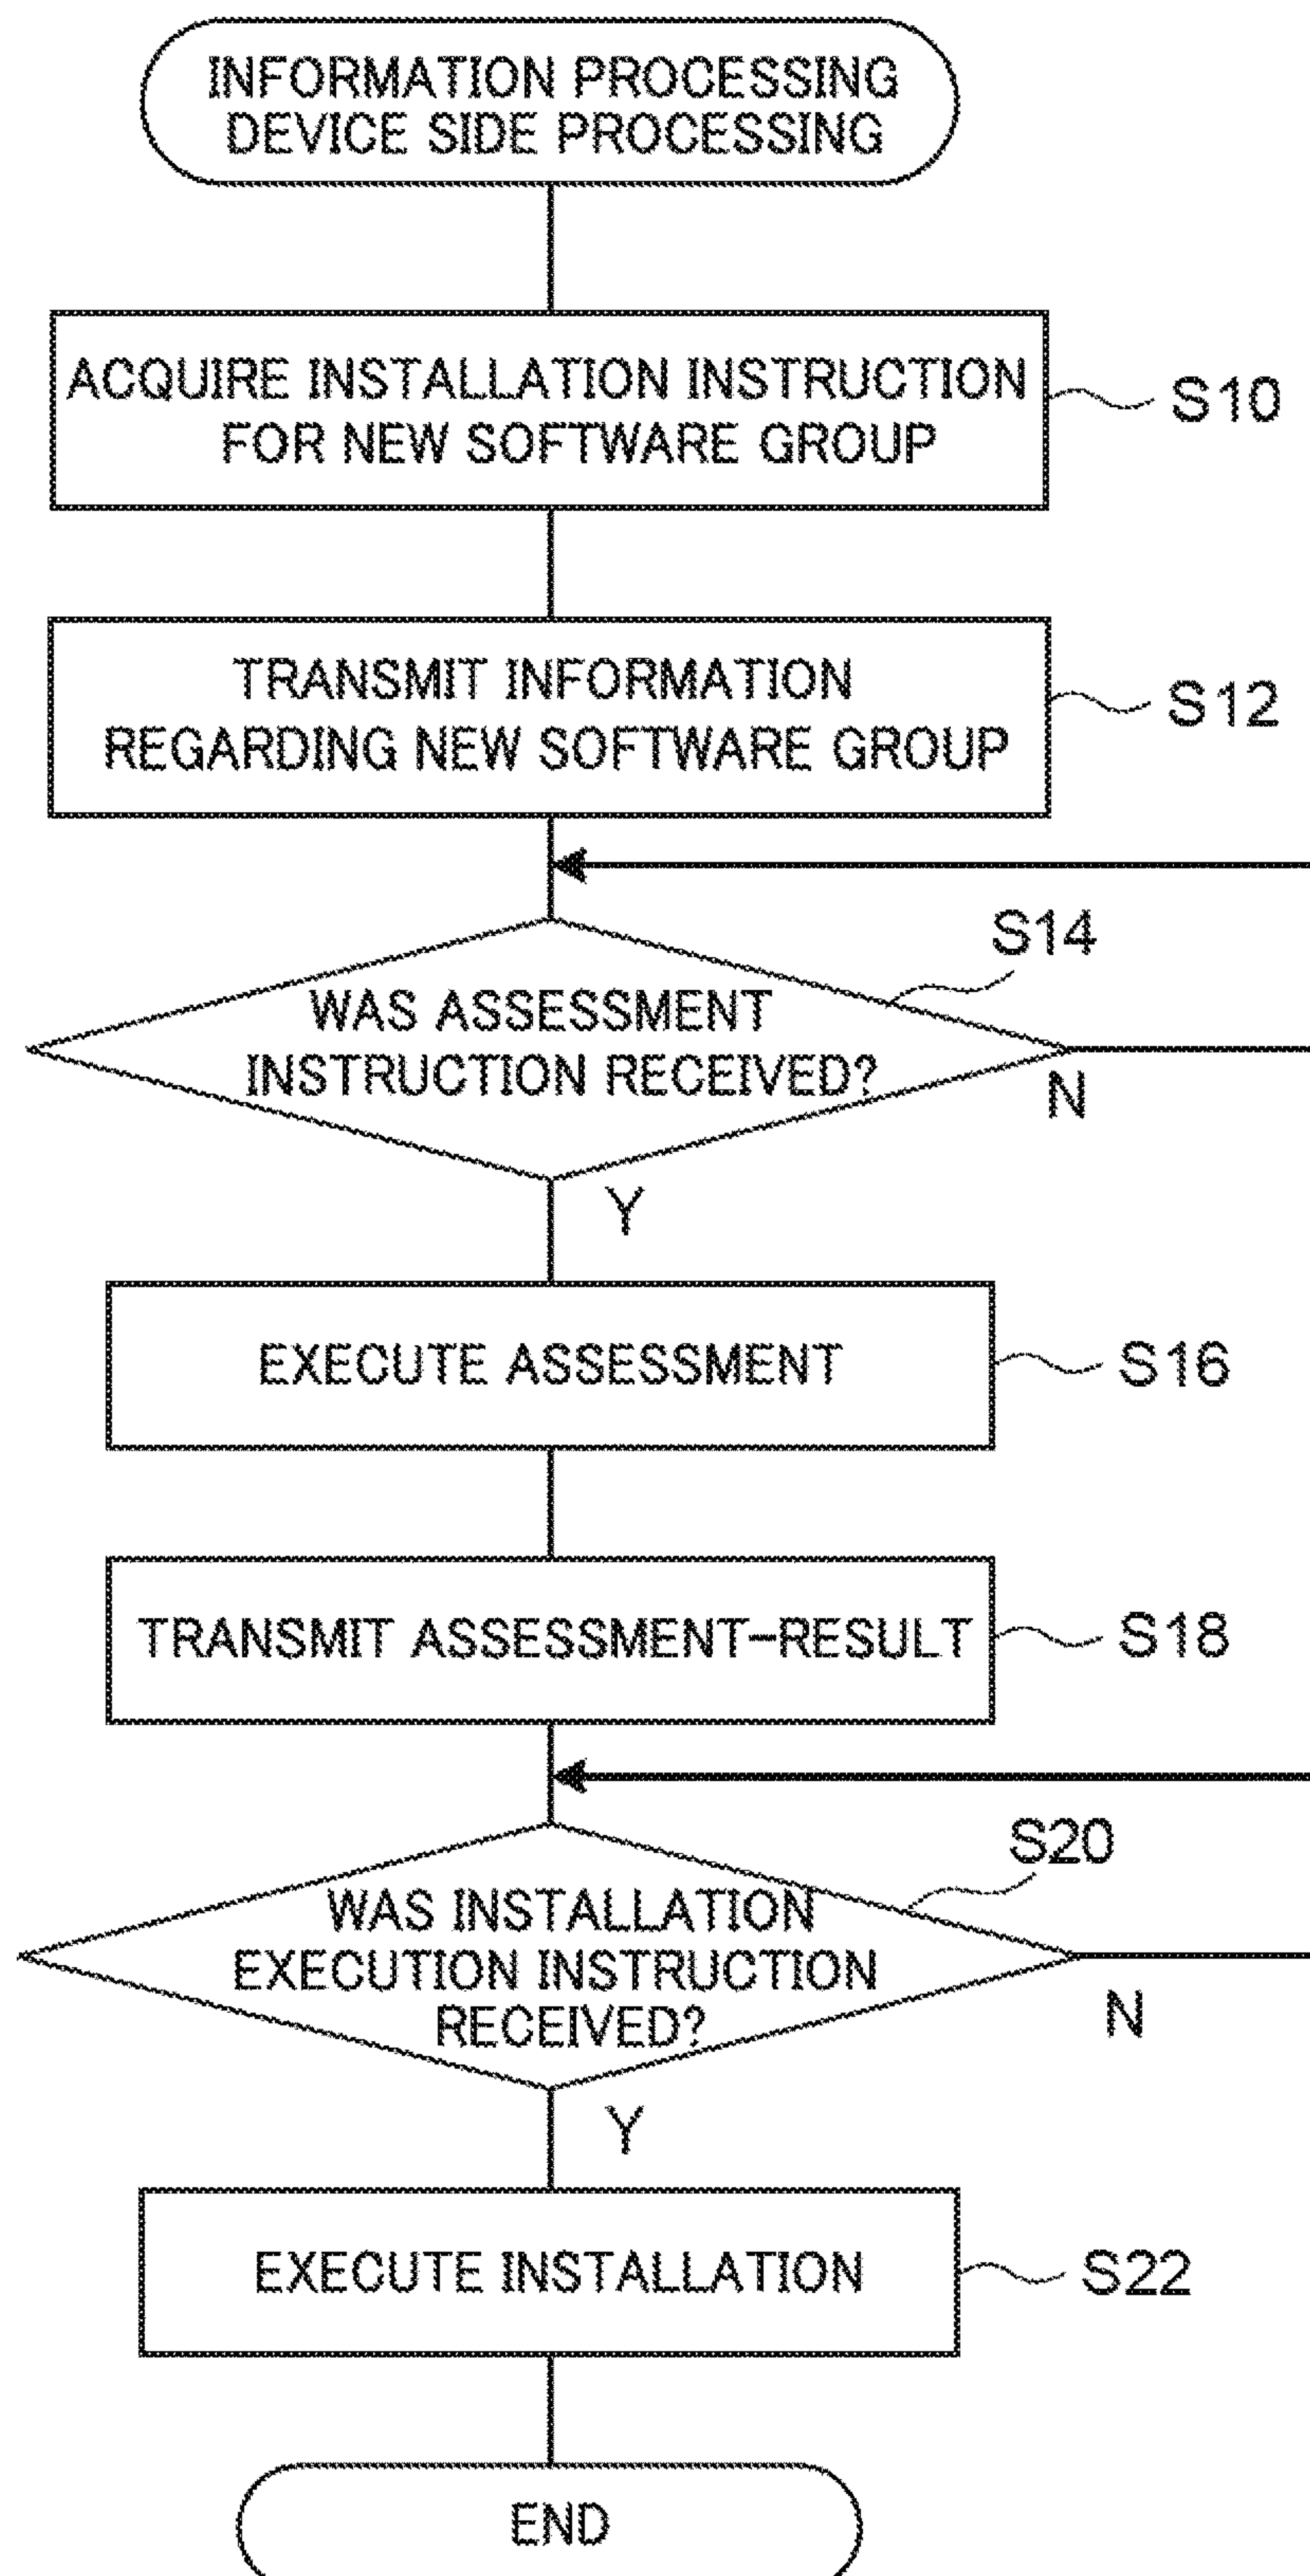 INFORMATION PROCESSING
DEVICE SIDE PROCESSING
ACQUIRE INSTALLATION INSTRUCTION
FOR NEW SOFTWARE GROUP
S10
TRANSMIT INFORMATION
REGARDING NEW SOFTWARE GROUP
S12
S14
WAS ASSESSMENT
INSTRUCTION RECEIVED?
N
Y
EXECUTE ASSESSMENT
S16
TRANSMIT ASSESSMENT-RESULT
S18
S20
WAS INSTALLATION
EXECUTION INSTRUCTION
RECEIVED?
N
Y
EXECUTE INSTALLATION
S22
END